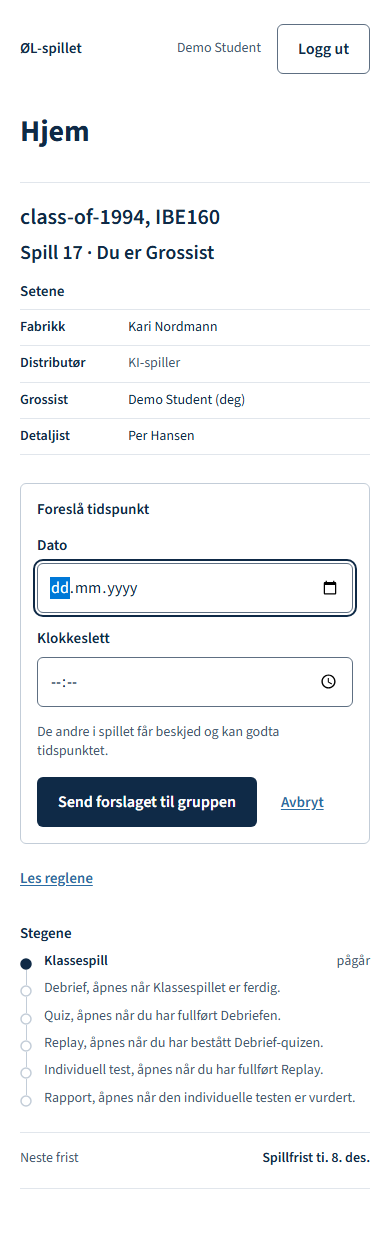 ØL-spillet
Demo Student
Logg ut
Hjem
class-of-1994, IBE160
Spill 17 · Du er Grossist
Setene
Fabrikk Kari Nordmann
Distributør KI-spiller
Grossist Demo Student (deg)
Detaljist Per Hansen
Foreslå tidspunkt
Dato
dd.mm.yyyy
Klokkeslett
--:--
De andre i spillet får beskjed og kan godta
tidspunktet.
Send forslaget til gruppen
Avbryt
Les reglene
Stegene
Klassespill pågår
Debrief, åpnes når Klassespillet er ferdig.
Quiz, åpnes når du har fullført Debriefen.
Replay, åpnes når du har bestått Debrief-quizen.
Individuell test, åpnes når du har fullført Replay.
Rapport, åpnes når den individuelle testen er vurdert.
Neste frist Spillfrist ti. 8. des.